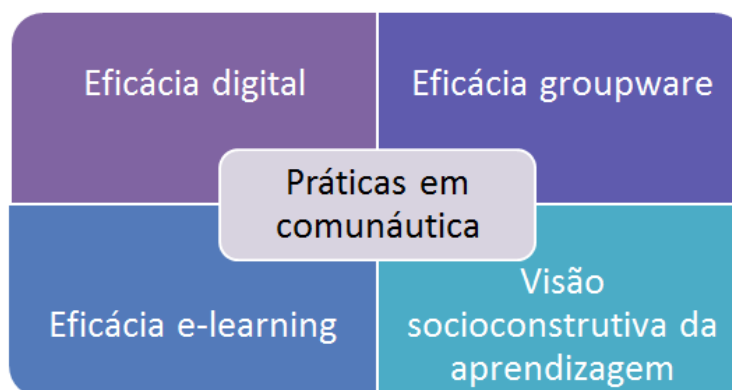 Eficácia digital
Eficácia groupware
Práticas em
comunáutica
Eficácia e-learning
Visão
socioconstrutiva da
aprendizagem